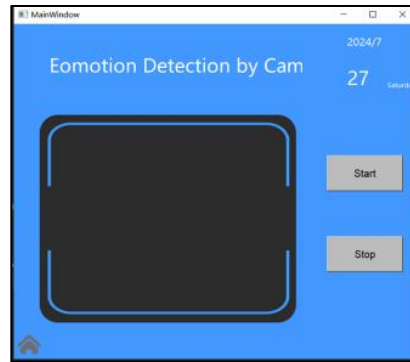 MainWindow
2024/7
Eomotion Detection by Cam
27
Start
Stop